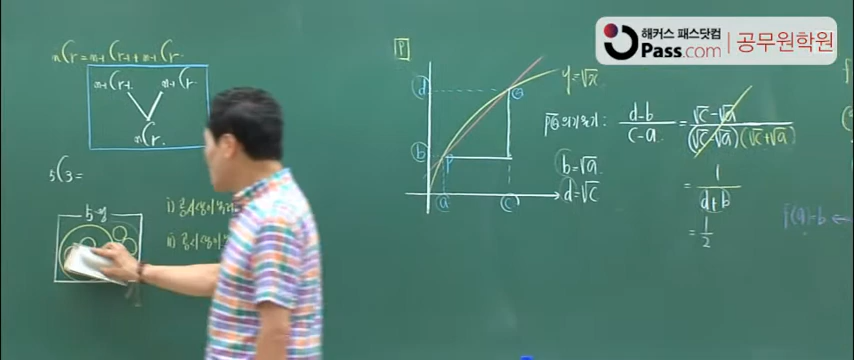 해커스 패스닷컴
Pass.com
공무원학원
nCr = n-1Cr-1 + n-1Cr.
n-1Cr-1. n-1Cr
nCr.
5C3 =
5명
i)
ii)
P
y=√x
d
b
P
Q
a
c
PQ의 기울기 : (d-b)/(c-a) = (√c-√a)/((√c-√a)(√c+√a))
b=√a
d=√c
= 1/(d+b)
= 1/2